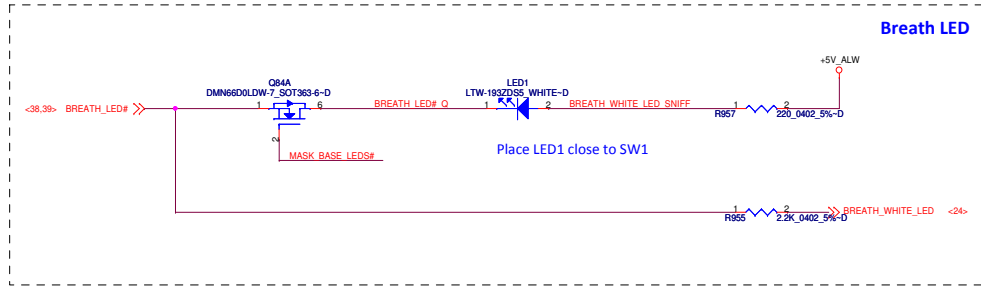 Breath LED
+5V_ALW
Q84A
DMN66D0LDW-7_SOT363-6~D
LED1
LTW-193ZDS5_WHITE~D
<38,39> BREATH_LED#
1
6
BREATH_LED#_Q
1
2
BREATH_WHITE_LED_SNIFF
1
2
R957
220_0402_5%~D
2
MASK_BASE_LEDS#
Place LED1 close to SW1
1
2
BREATH_WHITE_LED <24>
R955
2.2K_0402_5%~D